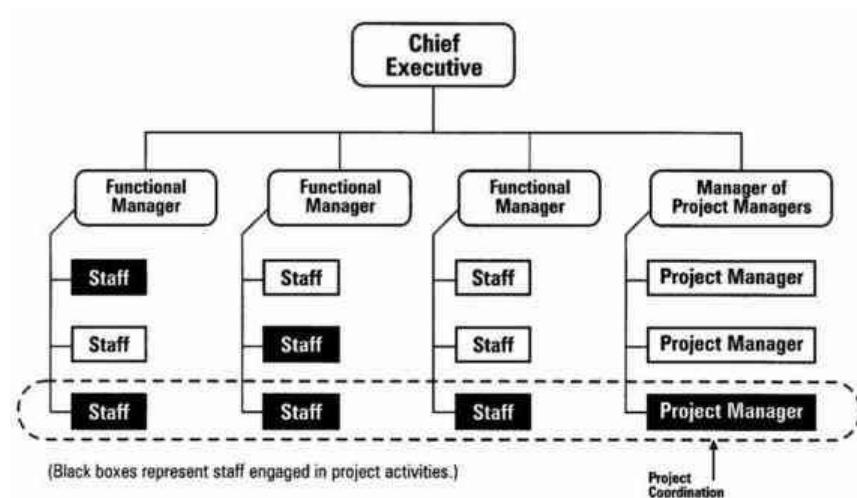 Chief
Executive
Functional
Manager
Functional
Manager
Functional
Manager
Manager of
Project Managers
Staff
Staff
Staff
Project Manager
Staff
Staff
Staff
Project Manager
Staff
Staff
Staff
Project Manager
(Black boxes represent staff engaged in project activities.)
Project
Coordination